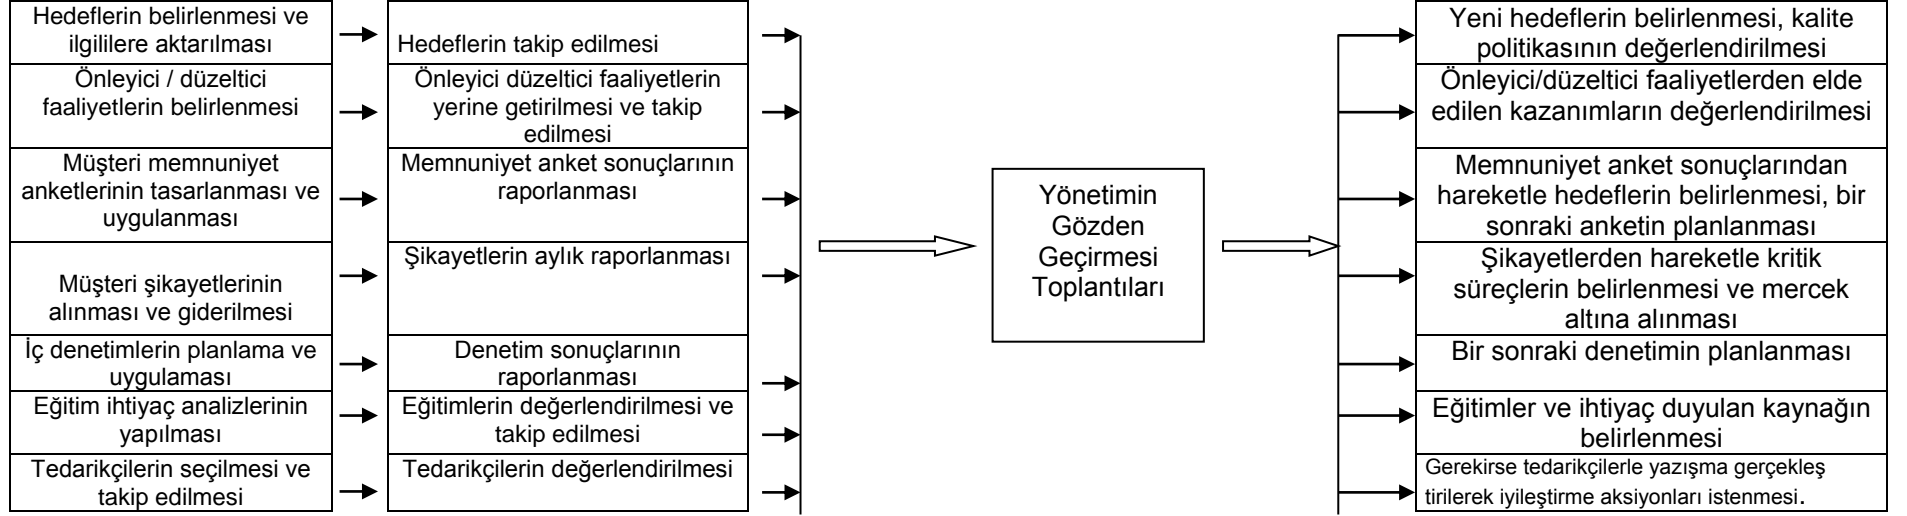 Hedeflerin belirlenmesi ve
ilgililere aktarılması
Hedeflerin takip edilmesi
Yeni hedeflerin belirlenmesi, kalite
politikasının değerlendirilmesi
Önleyici / düzeltici
faaliyetlerin belirlenmesi
Önleyici düzeltici faaliyetlerin
yerine getirilmesi ve takip
edilmesi
Önleyici/düzeltici faaliyetlerden elde
edilen kazanımların değerlendirilmesi
Müşteri memnuniyet
anketlerinin tasarlanması ve
uygulanması
Memnuniyet anket sonuçlarının
raporlanması
Yönetimin
Gözden
Geçirmesi
Toplantıları
Memnuniyet anket sonuçlarından
hareketle hedeflerin belirlenmesi, bir
sonraki anketin planlanması
Müşteri şikayetlerinin
alınması ve giderilmesi
Şikayetlerin aylık raporlanması
Şikayetlerden hareketle kritik
süreçlerin belirlenmesi ve mercek
altına alınması
İç denetimlerin planlama ve
uygulaması
Denetim sonuçlarının
raporlanması
Bir sonraki denetimin planlanması
Eğitim ihtiyaç analizlerinin
yapılması
Eğitimlerin değerlendirilmesi ve
takip edilmesi
Eğitimler ve ihtiyaç duyulan kaynağın
belirlenmesi
Tedarikçilerin seçilmesi ve
takip edilmesi
Tedarikçilerin değerlendirilmesi
Gerekirse tedarikçilerle yazışma gerçekleş
tirilerek iyileştirme aksiyonları istenmesi.